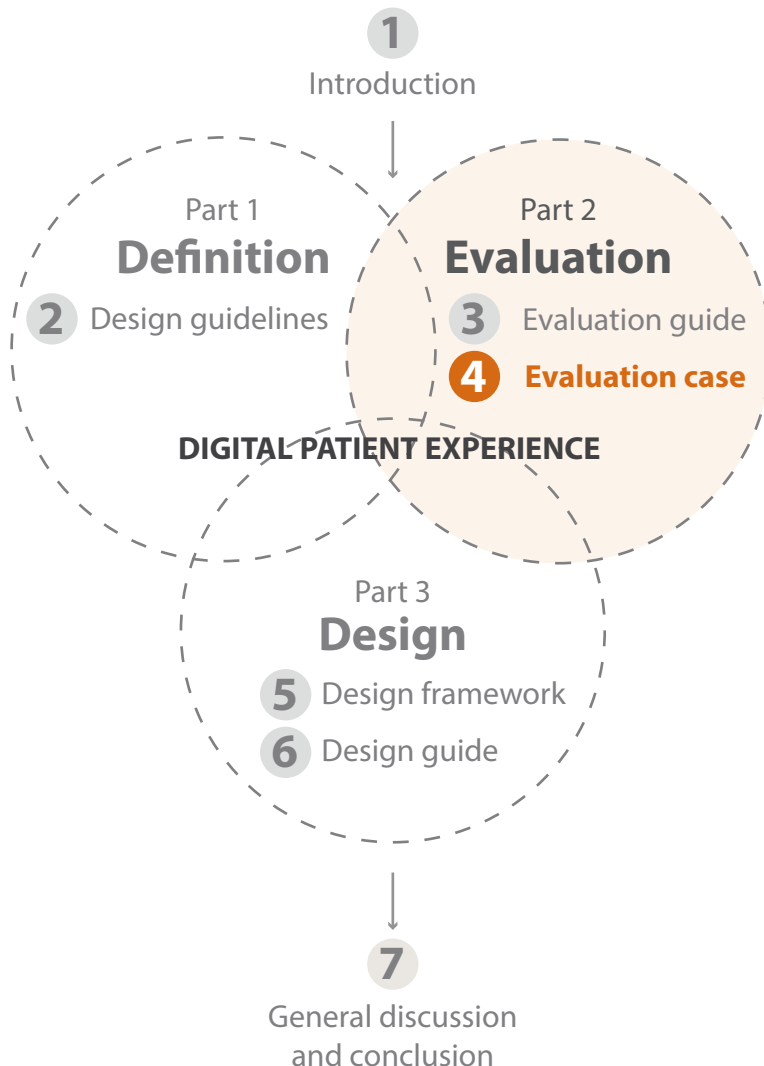 1
Introduction
Part 1
Definition
2 Design guidelines
Part 2
Evaluation
3 Evaluation guide
4 Evaluation case
DIGITAL PATIENT EXPERIENCE
Part 3
Design
5 Design framework
6 Design guide
7
General discussion
and conclusion